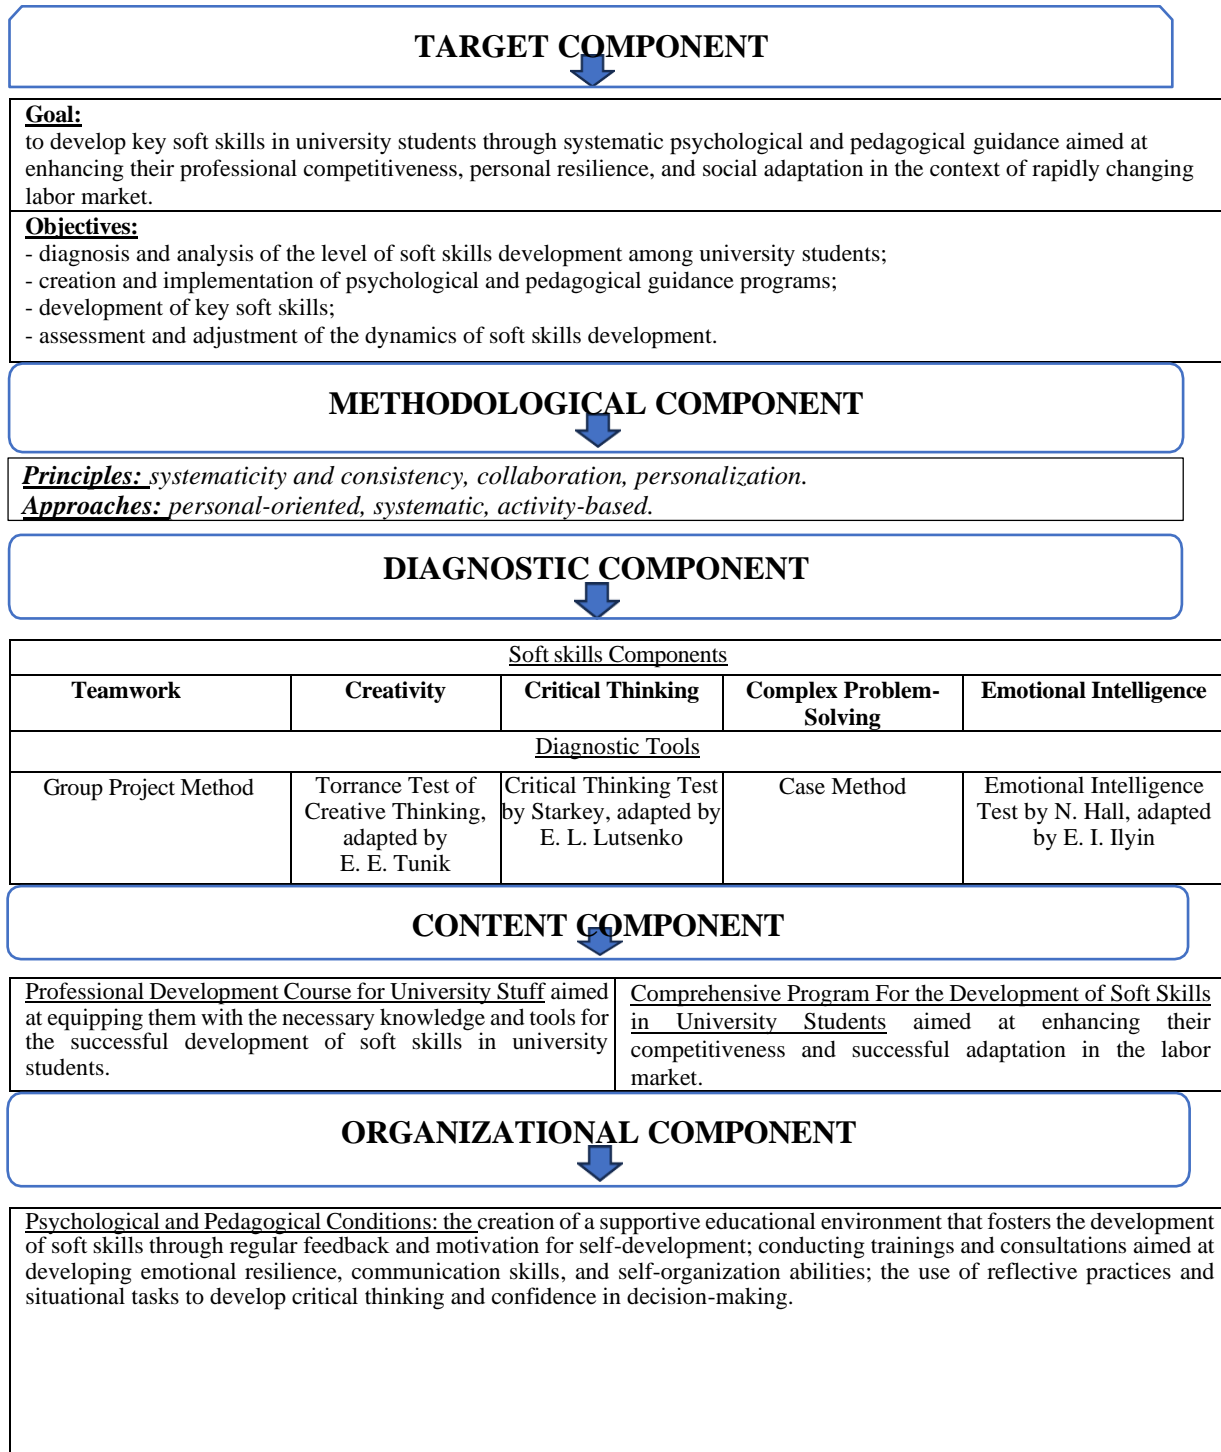 TARGET COMPONENT
Goal:
to develop key soft skills in university students through systematic psychological and pedagogical guidance aimed at
enhancing their professional competitiveness, personal resilience, and social adaptation in the context of rapidly changing
labor market.
Objectives:
- diagnosis and analysis of the level of soft skills development among university students;
- creation and implementation of psychological and pedagogical guidance programs;
- development of key soft skills;
- assessment and adjustment of the dynamics of soft skills development.
METHODOLOGICAL COMPONENT
Principles: systematicity and consistency, collaboration, personalization.
Approaches: personal-oriented, systematic, activity-based.
DIAGNOSTIC COMPONENT
Soft skills Components
Teamwork
Creativity
Critical Thinking
Complex Problem-
Solving
Emotional Intelligence
Diagnostic Tools
Group Project Method
Torrance Test of
Creative Thinking,
adapted by
E. E. Tunik
Critical Thinking Test
by Starkey, adapted by
E. L. Lutsenko
Case Method
Emotional Intelligence
Test by N. Hall, adapted
by E. I. Ilyin
CONTENT COMPONENT
Professional Development Course for University Stuff aimed
at equipping them with the necessary knowledge and tools for
the successful development of soft skills in university
students.
Comprehensive Program For the Development of Soft Skills
in University Students aimed at enhancing their
competitiveness and successful adaptation in the labor
market.
ORGANIZATIONAL COMPONENT
Psychological and Pedagogical Conditions: the creation of a supportive educational environment that fosters the development
of soft skills through regular feedback and motivation for self-development; conducting trainings and consultations aimed at
developing emotional resilience, communication skills, and self-organization abilities; the use of reflective practices and
situational tasks to develop critical thinking and confidence in decision-making.